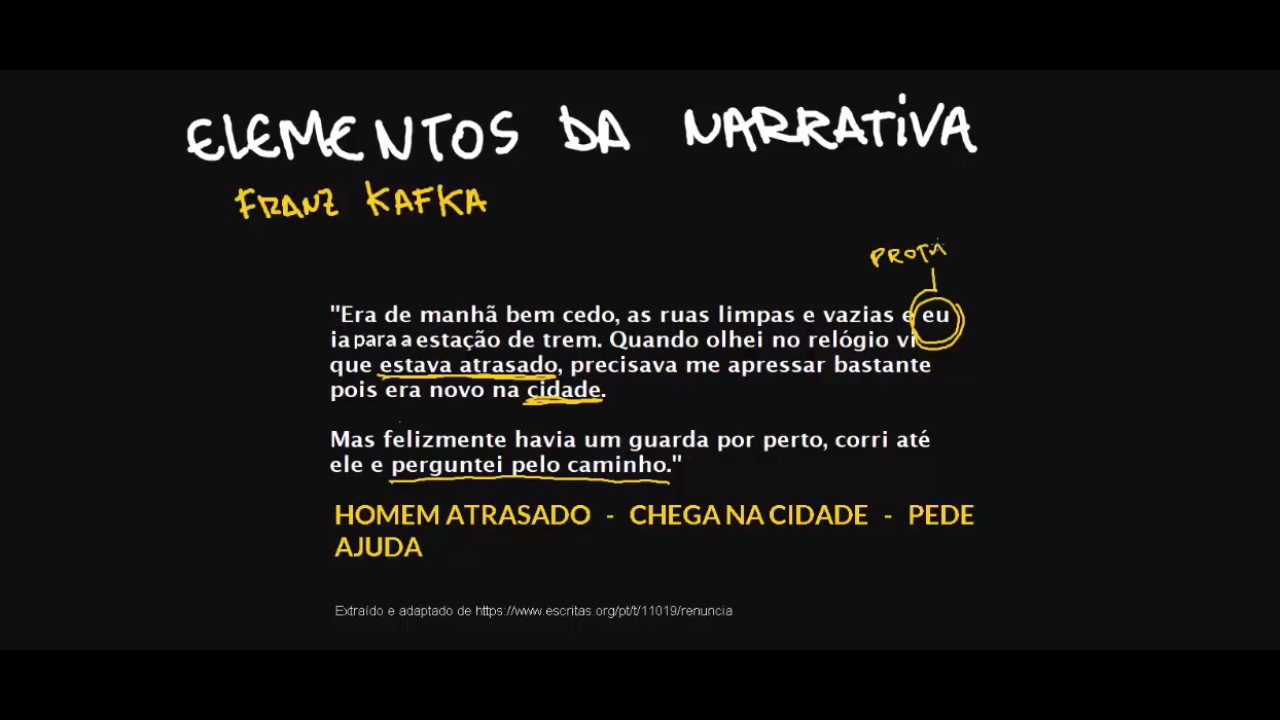 ELEMENTOS DA NARRATIVA
FRANZ KAFKA
PROTA
"Era de manhã bem cedo, as ruas limpas e vazias e eu
ia para a estação de trem. Quando olhei no relógio vi
que estava atrasado, precisava me apressar bastante
pois era novo na cidade.
Mas felizmente havia um guarda por perto, corri até
ele e perguntei pelo caminho."
HOMEM ATRASADO - CHEGA NA CIDADE - PEDE
AJUDA
Extraído e adaptado de https://www.escritas.org/pt/t/11019/renuncia